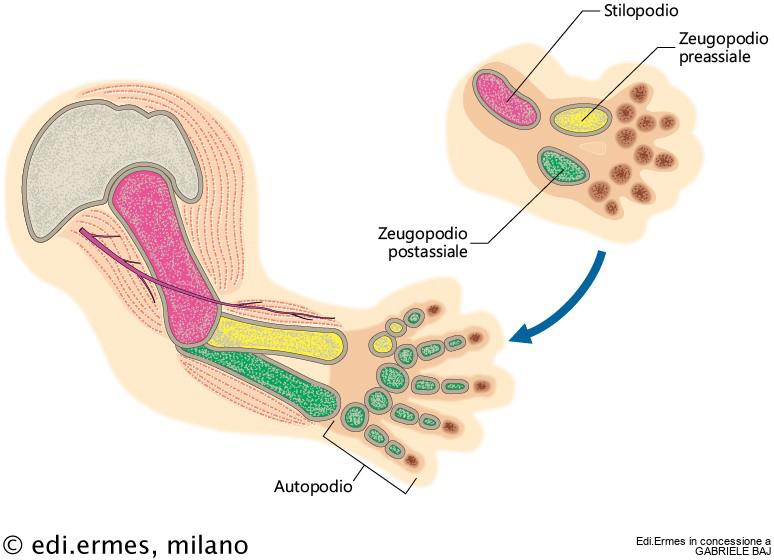 Stilopodio
Zeugopodio
preassiale
Zeugopodio
postassiale
Autopodio
© edi.ermes, milano
Edi.Ermes in concessione a
GABRIELE BAJ